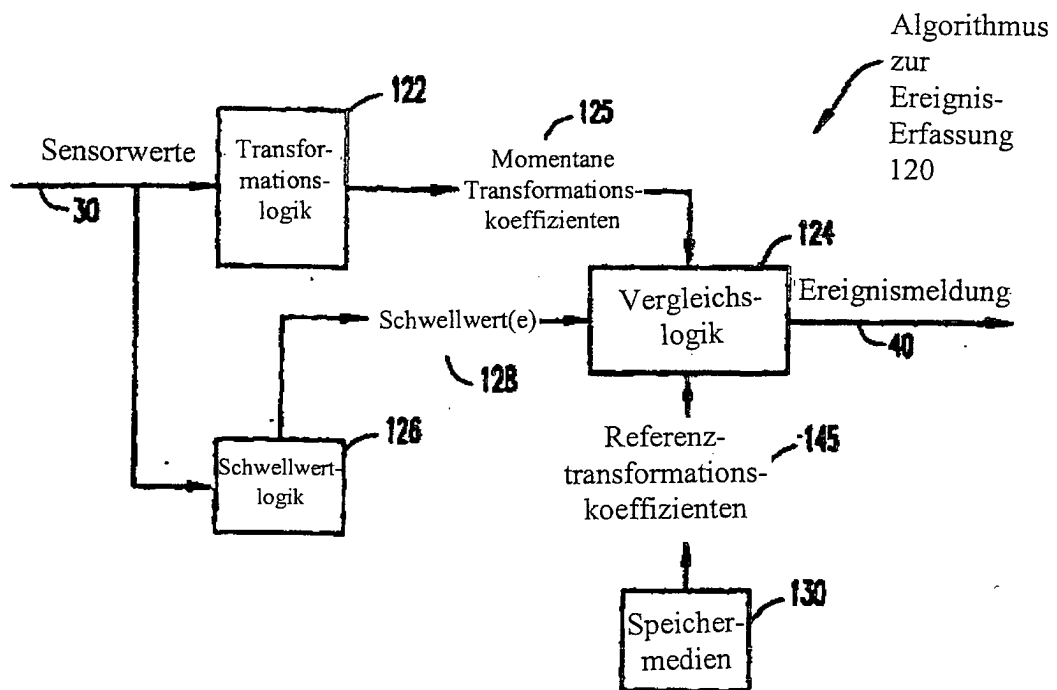 Algorithmus
zur
Ereignis-
Erfassung
120
122
125
Sensorwerte
Transfor-
mations-
logik
Momentane
Transformations-
koeffizienten
30
124
Vergleichs-
logik
Ereignismeldung
Schwellwert(e)
40
128
126
Schwellwert-
logik
Referenz-
transformations-
koeffizienten
145
130
Speicher-
medien